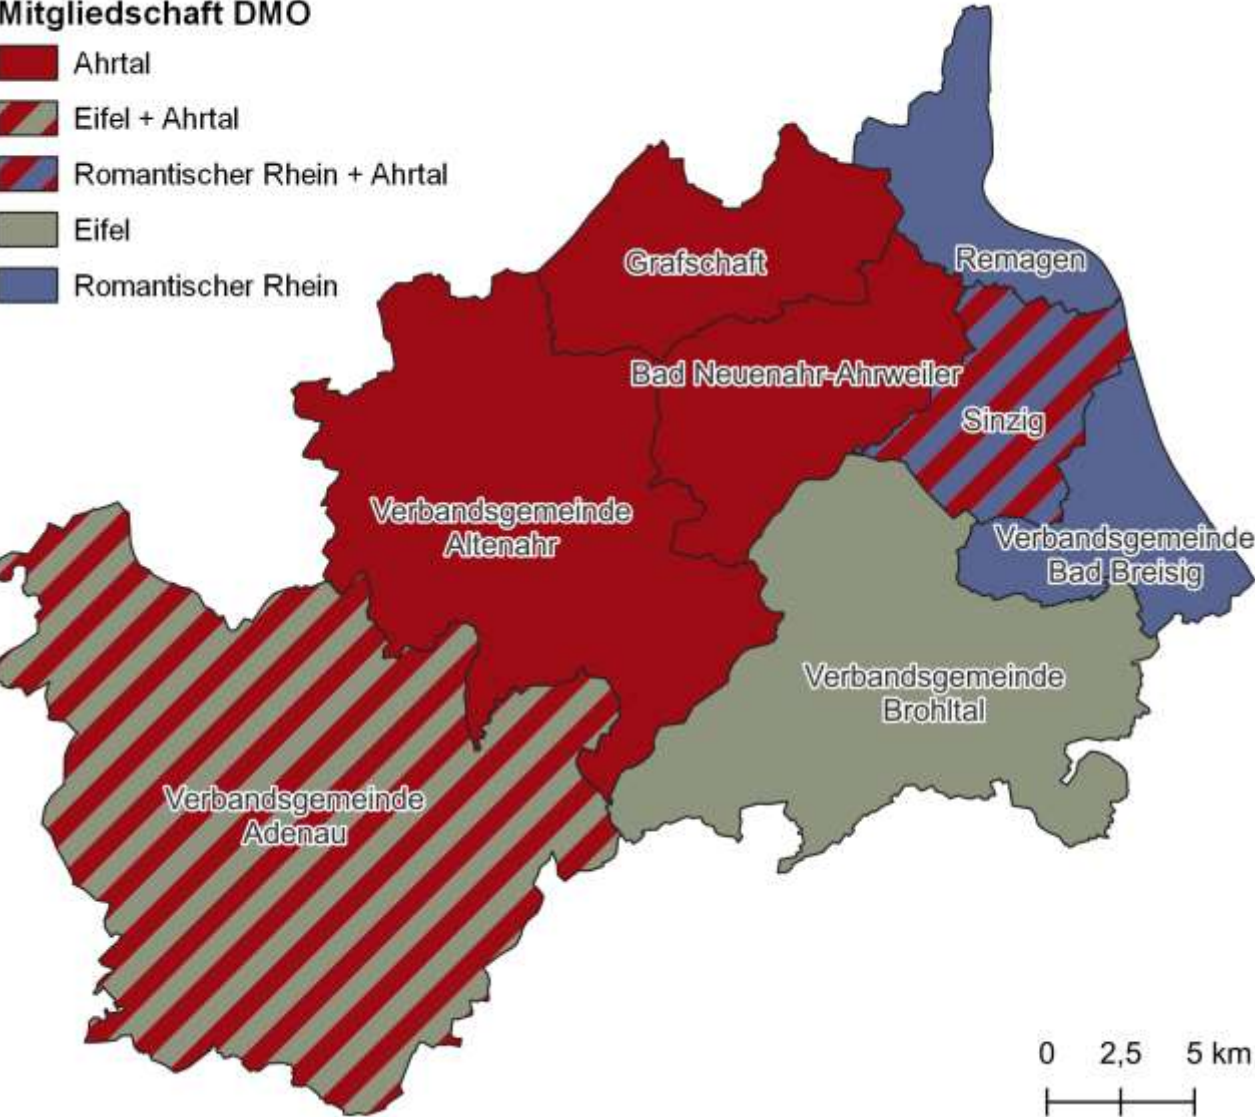 Mitgliedschaft DMO
Ahrtal
Eifel + Ahrtal
Romantischer Rhein + Ahrtal
Eifel
Romantischer Rhein
Grafschaft
Remagen
Bad Neuenahr-Ahrweiler
Sinzig
Verbandsgemeinde
Altenahr
Verbandsgemeinde
Bad Breisig
Verbandsgemeinde
Brohltal
Verbandsgemeinde
Adenau
0 2,5 5 km